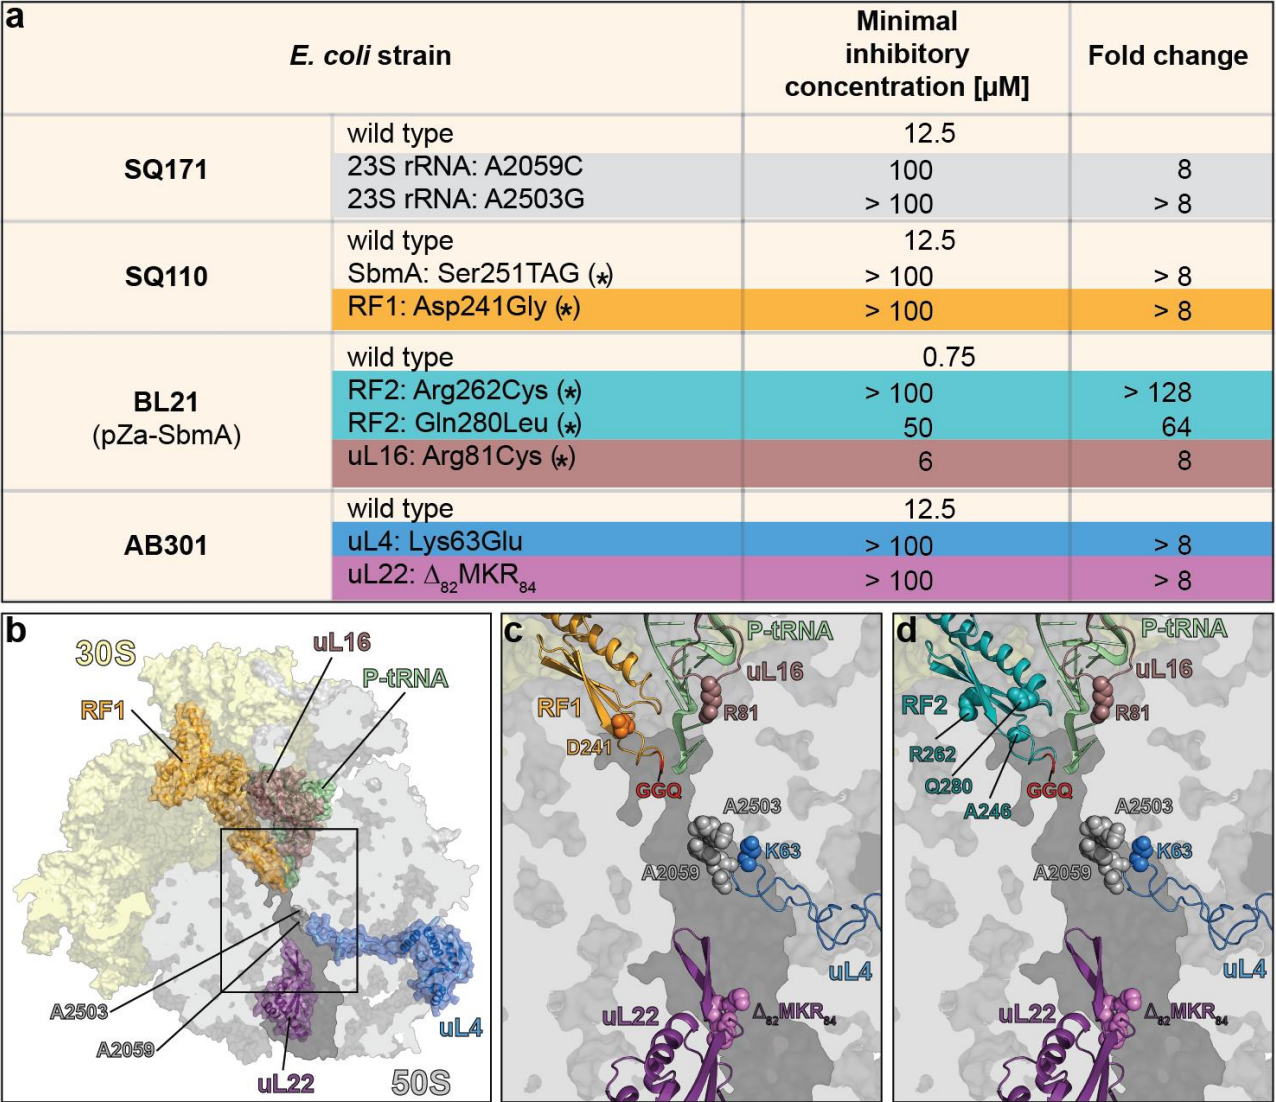 a
E. coli strain
Minimal
inhibitory
concentration [µM]
Fold change
SQ171
wild type 12.5
23S rRNA: A2059C 100 8
23S rRNA: A2503G > 100 > 8
SQ110
wild type 12.5
SbmA: Ser251TAG (*) > 100 > 8
RF1: Asp241Gly (*) > 100 > 8
BL21
(pZa-SbmA)
wild type 0.75
RF2: Arg262Cys (*) > 100 > 128
RF2: Gln280Leu (*) 50 64
uL16: Arg81Cys (*) 6 8
AB301
wild type 12.5
uL4: Lys63Glu > 100 > 8
uL22: Δ82MKR84 > 100 > 8
b
30S
uL16
P-tRNA
RF1
A2503
A2059
uL22
uL4
50S
c
P-tRNA
uL16
RF1
R81
D241
GGQ
A2503
K63
A2059
uL4
uL22
Δ82MKR84
d
P-tRNA
uL16
RF2
R81
R262
Q280
A246
GGQ
A2503
K63
A2059
uL4
uL22
Δ82MKR84